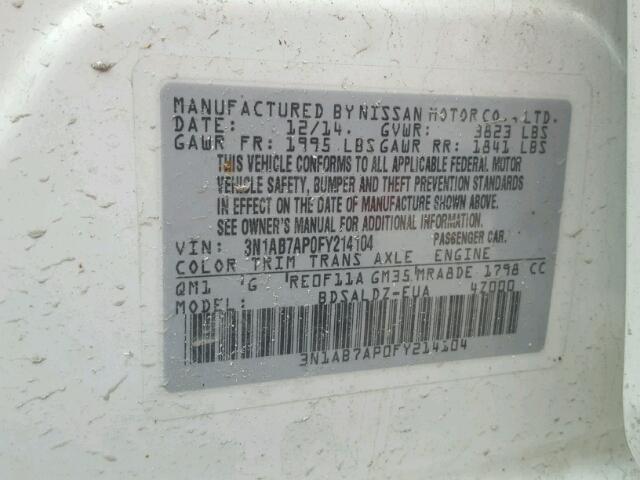 MANUFACTURED BY NISSAN MOTOR CO., LTD.
DATE: 12/14. GVWR: 3823 LBS
GAWR FR: 1995 LBS GAWR RR: 1841 LBS
THIS VEHICLE CONFORMS TO ALL APPLICABLE FEDERAL MOTOR
VEHICLE SAFETY, BUMPER AND THEFT PREVENTION STANDARDS
IN EFFECT ON THE DATE OF MANUFACTURE SHOWN ABOVE.
SEE OWNER'S MANUAL FOR ADDITIONAL INFORMATION.
VIN: 3N1AB7AP0FY214104 PASSENGER CAR.
COLOR TRIM TRANS AXLE ENGINE
QM1 G RE0F11A GM35 MRA8DE 1798 CC
MODEL: BDSALDZ-EUA 4Z000
3N1AB7AP0FY214104